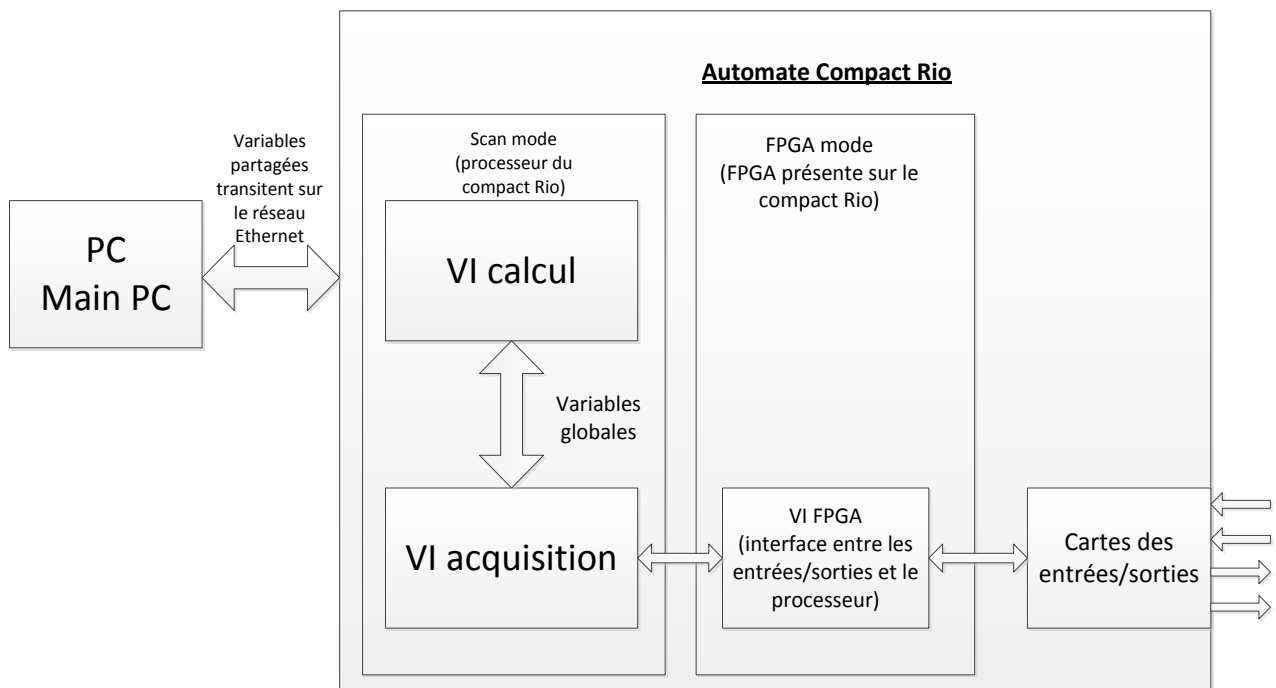 Automate Compact Rio
Variables
partagées
transitent sur
le réseau
Ethernet
PC
Main PC
Scan mode
(processeur du
compact Rio)
VI calcul
Variables
globales
VI acquisition
FPGA mode
(FPGA présente sur le
compact Rio)
VI FPGA
(interface entre les
entrées/sorties et le
processeur)
Cartes des
entrées/sorties